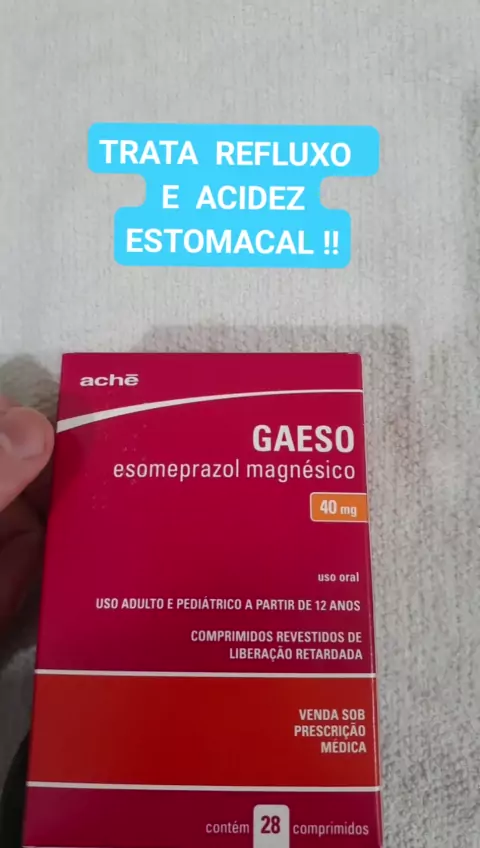 TRATA REFLUXO
E ACIDEZ
ESTOMACAL !!
achē
GAESO
esomeprazol magnésico
40 mg
uso oral
USO ADULTO E PEDIÁTRICO A PARTIR DE 12 ANOS
COMPRIMIDOS REVESTIDOS DE
LIBERAÇÃO RETARDADA
VENDA SOB
PRESCRIÇÃO
MÉDICA
contém 28 comprimidos